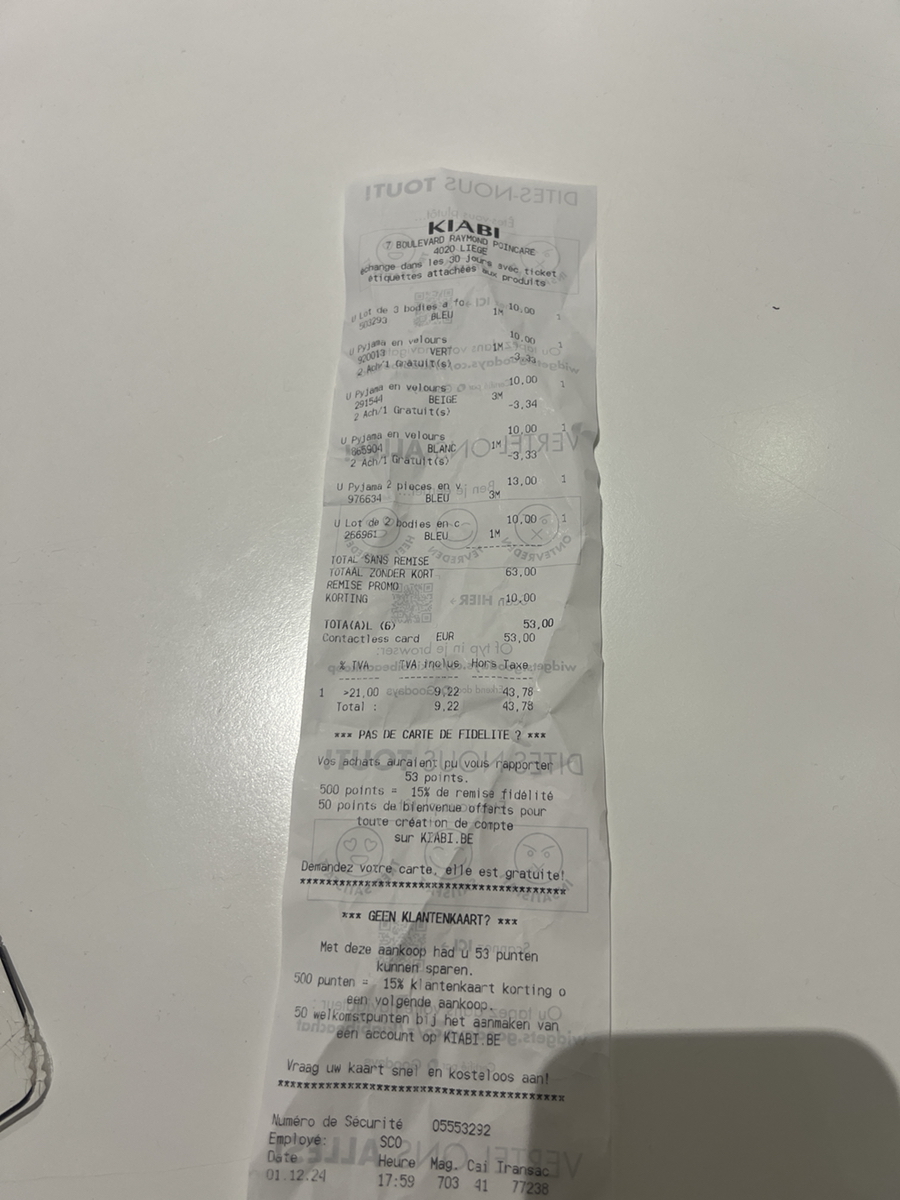 KIABI
7 BOULEVARD RAYMOND POINCARE
4020 LIEGE
échange dans les 30 jours avec ticket
étiquettes attachées aux produits
U Lot de 3 bodies a fo 10,00 1
BLEU 1M
U Pyjama en velours 10,00 1
920013 VERT 1M
2 Ach/1 Gratuit(s) -3,33
U Pyjama en velours 10,00 1
291544 BEIGE 3M
2 Ach/1 Gratuit(s) -3,34
U Pyjama en velours 10,00 1
865904 BLANC 1M
2 Ach/1 Gratuit(s) -3,33
U Pyjama 2 pieces en v 13,00 1
976634 BLEU 3M
U Lot de 2 bodies en c 10,00 1
266961 BLEU 1M
TOTAL SANS REMISE
TOTAAL ZONDER KORT 63,00
REMISE PROMO
KORTING -10,00
TOTA(A)L (6) 53,00
Contactless card EUR 53,00
% TVA TVA inclus. Hors Taxe
1 >21,00 9,22 43,78
Total : 9,22 43,78
*** PAS DE CARTE DE FIDELITE ? ***
Vos achats auraient pu vous rapporter
53 points.
500 points = 15% de remise fidélité
50 points de bienvenue offerts pour
toute création de compte
sur KIABI.BE
Demandez votre carte, elle est gratuite!
****************************************
*** GEEN KLANTENKAART? ***
Met deze aankoop had u 53 punten
kunnen sparen.
500 punten = 15% klantenkaart korting o
een volgende aankoop.
50 welkomstpunten bij het aanmaken van
een account op KIABI.BE
Vraag uw kaart snel en kosteloos aan!
****************************************
Numéro de Sécurité 05553292
Employé: SCO
Date Heure Mag. Cai Transac
01.12.24 17:59 703 41 77238